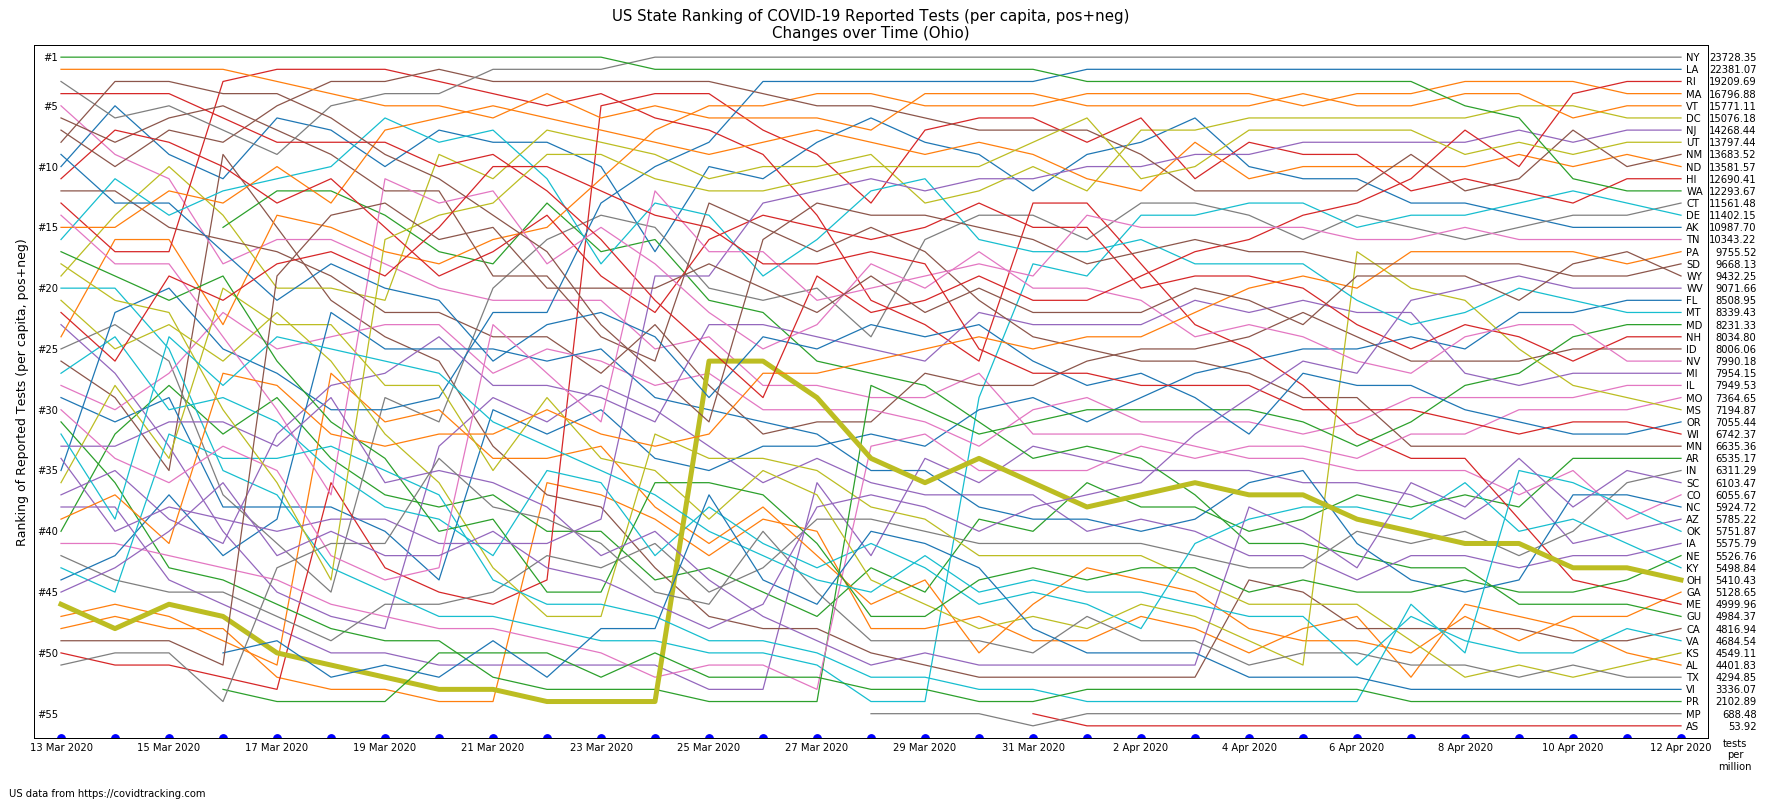 US State Ranking of COVID-19 Reported Tests (per capita, pos+neg)
Changes over Time (Ohio)
Ranking of Reported Tests (per capita, pos+neg)
#1
#5
#10
#15
#20
#25
#30
#35
#40
#45
#50
#55
NY 23728.35
LA 22381.07
RI 19209.69
MA 16796.88
VT 15771.11
DC 15076.18
NJ 14268.44
UT 13797.44
NM 13683.52
ND 13581.57
HI 12690.41
WA 12293.67
CT 11561.48
DE 11402.15
AK 10987.70
TN 10343.22
PA 9755.52
SD 9668.13
WY 9432.25
WV 9071.66
FL 8508.95
MT 8339.43
MD 8231.33
NH 8034.80
ID 8006.06
NV 7990.18
MI 7954.15
IL 7949.53
MO 7364.65
MS 7194.87
OR 7055.44
WI 6742.37
MN 6635.36
AR 6535.17
IN 6311.29
SC 6103.47
CO 6055.67
NC 5924.72
AZ 5785.22
OK 5751.87
IA 5575.79
NE 5526.76
KY 5498.84
OH 5410.43
GA 5128.65
ME 4999.96
GU 4984.37
CA 4816.94
VA 4684.54
KS 4549.11
AL 4401.83
TX 4294.85
VI 3336.07
PR 2102.89
MP 688.48
AS 53.92
13 Mar 2020 15 Mar 2020 17 Mar 2020 19 Mar 2020 21 Mar 2020 23 Mar 2020 25 Mar 2020 27 Mar 2020 29 Mar 2020 31 Mar 2020 2 Apr 2020 4 Apr 2020 6 Apr 2020 8 Apr 2020 10 Apr 2020 12 Apr 2020
tests
per
million
US data from https://covidtracking.com